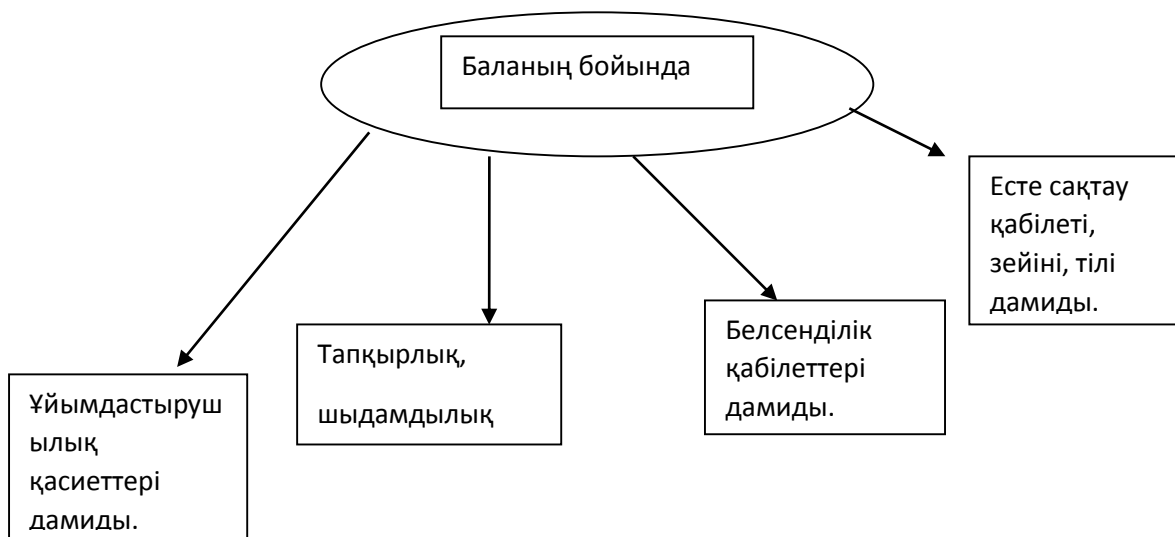 Баланың бойында
Ұйымдастыруш
ылық
қасиеттері
дамиды.
Тапқырлық,
шыдамдылық
Белсенділік
қабілеттері
дамиды.
Есте сақтау
қабілеті,
зейіні, тілі
дамиды.